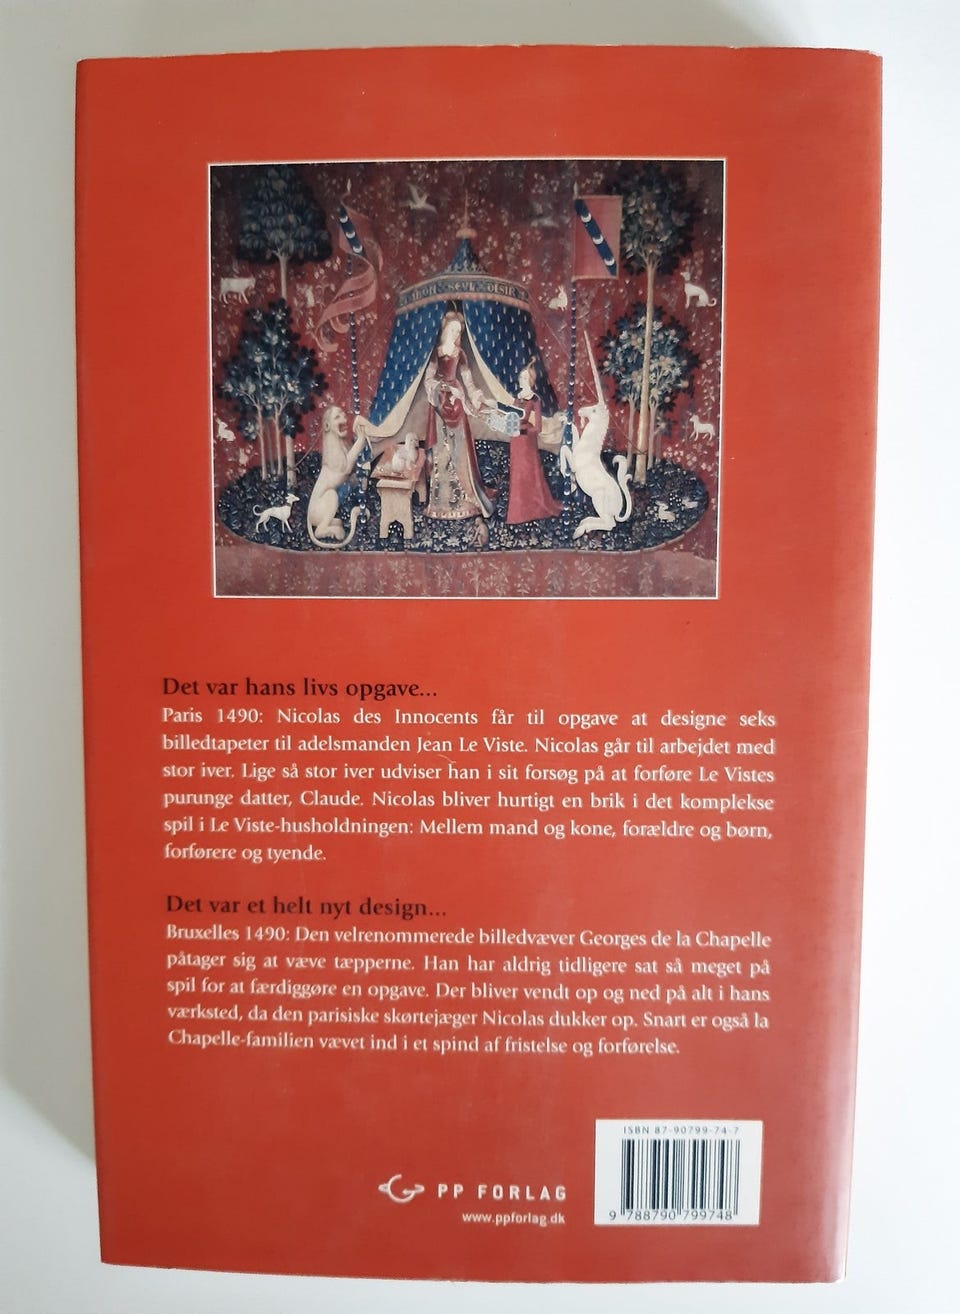 A MON SEVL DESIR
Det var hans livs opgave...
Paris 1490: Nicolas des Innocents får til opgave at designe seks
billedtapeter til adelsmanden Jean Le Viste. Nicolas går til arbejdet med
stor iver. Lige så stor iver udviser han i sit forsøg på at forføre Le Vistes
purunge datter, Claude. Nicolas bliver hurtigt en brik i det komplekse
spil i Le Viste-husholdningen: Mellem mand og kone, forældre og børn,
forførere og tyende.
Det var et helt nyt design...
Bruxelles 1490: Den velrenommerede billedvæver Georges de la Chapelle
påtager sig at væve tæpperne. Han har aldrig tidligere sat så meget på
spil for at færdiggøre en opgave. Der bliver vendt op og ned på alt i hans
værksted, da den parisiske skørtejæger Nicolas dukker op. Snart er også la
Chapelle-familien vævet ind i et spind af fristelse og forførelse.
ISBN 87-90799-74-7
9 788790 799748
PP FORLAG
www.ppforlag.dk